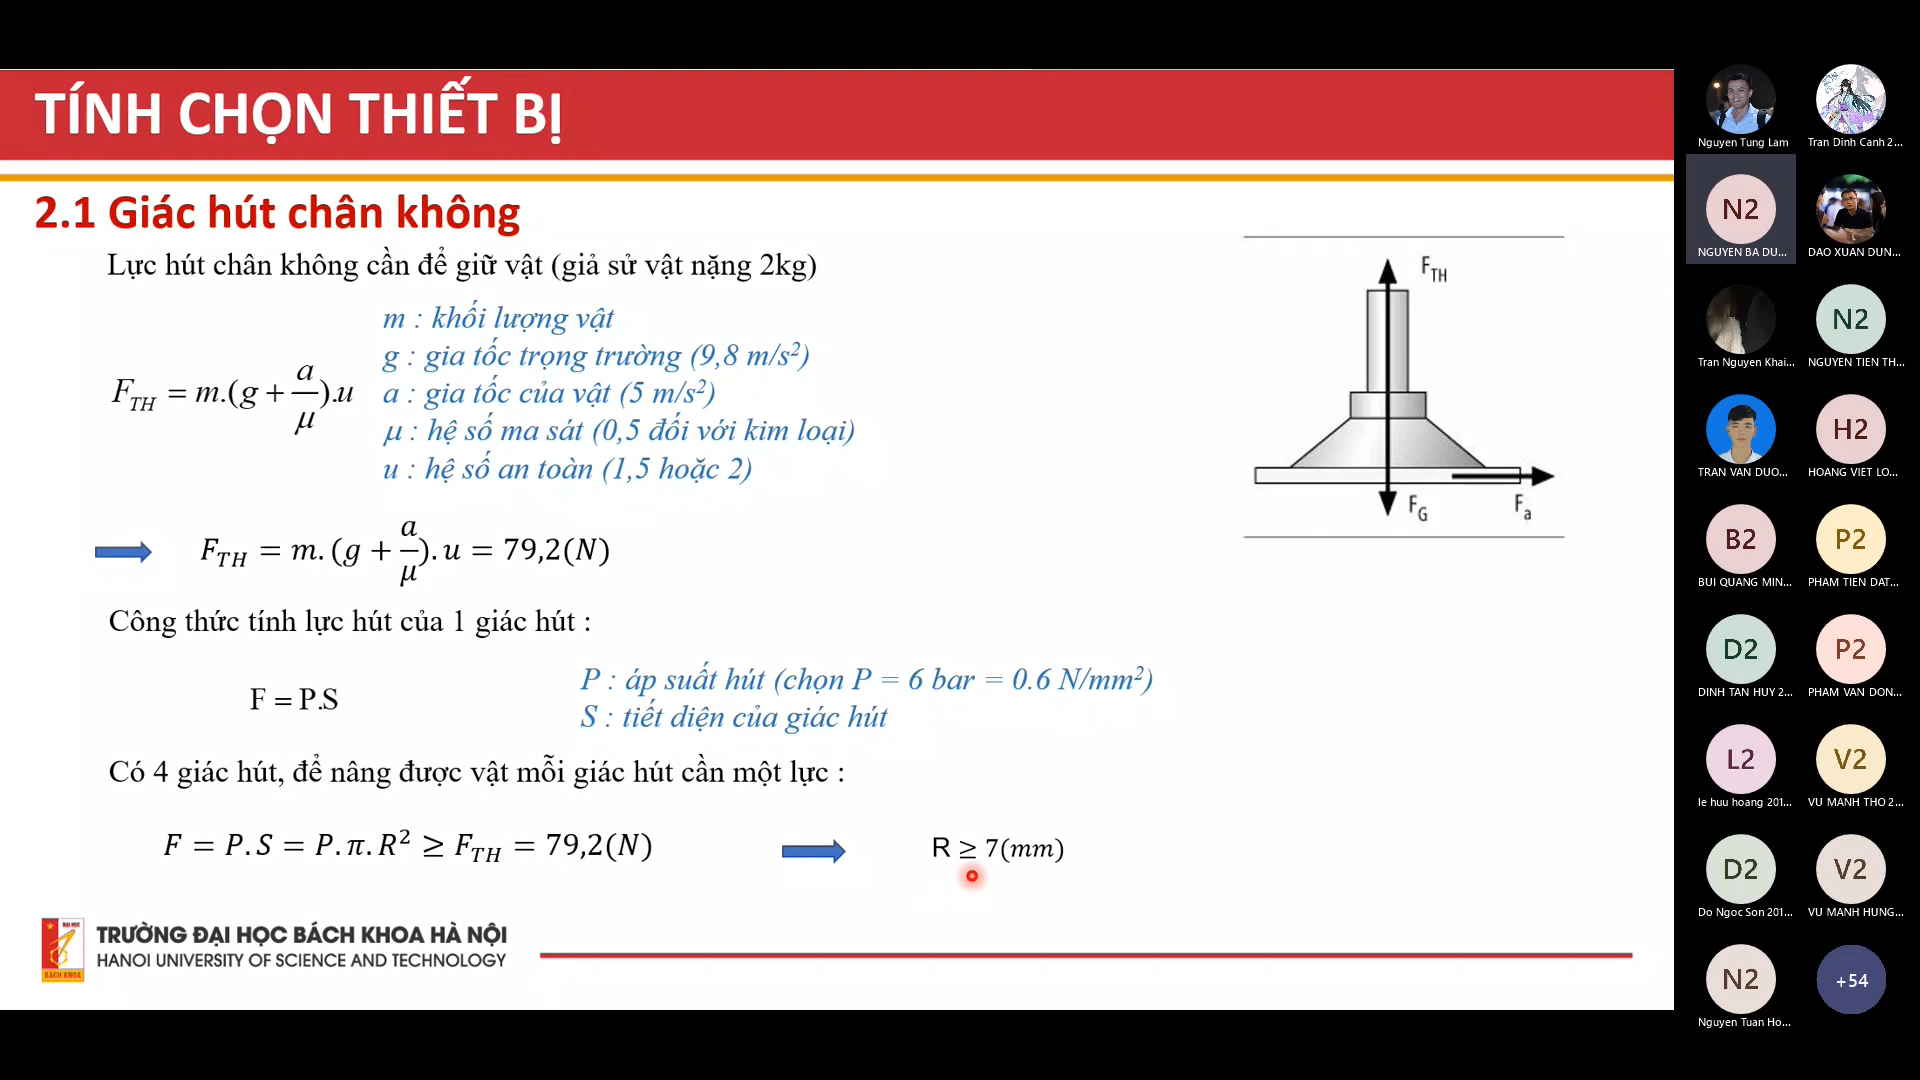 TÍNH CHỌN THIẾT BỊ
2.1 Giác hút chân không
Lực hút chân không cần để giữ vật (giả sử vật nặng 2kg)
m : khối lượng vật
g : gia tốc trọng trường (9,8 m/s²)
F_TH = m.(g + a/μ).u
a : gia tốc của vật (5 m/s²)
μ : hệ số ma sát (0,5 đối với kim loại)
u : hệ số an toàn (1,5 hoặc 2)
F_TH = m.(g + a/μ).u = 79,2(N)
Công thức tính lực hút của 1 giác hút :
F = P.S
P : áp suất hút (chọn P = 6 bar = 0.6 N/mm²)
S : tiết diện của giác hút
Có 4 giác hút, để nâng được vật mỗi giác hút cần một lực :
F = P.S = P.π.R² ≥ F_TH = 79,2(N)
R ≥ 7(mm)
F_TH
F_G
F_a
ĐẠI HỌC
BÁCH KHOA
TRƯỜNG ĐẠI HỌC BÁCH KHOA HÀ NỘI
HANOI UNIVERSITY OF SCIENCE AND TECHNOLOGY
Nguyen Tung Lam
Tran Dinh Canh 2...
N2
NGUYEN BA DU...
DAO XUAN DUN...
Tran Nguyen Khai...
N2
NGUYEN TIEN TH...
TRAN VAN DUO...
H2
HOANG VIET LO...
B2
BUI QUANG MIN...
P2
PHAM TIEN DAT...
D2
DINH TAN HUY 2...
P2
PHAM VAN DON...
L2
le huu hoang 201...
V2
VU MANH THO 2...
D2
Do Ngoc Son 201...
V2
VU MANH HUNG...
N2
Nguyen Tuan Ho...
+54